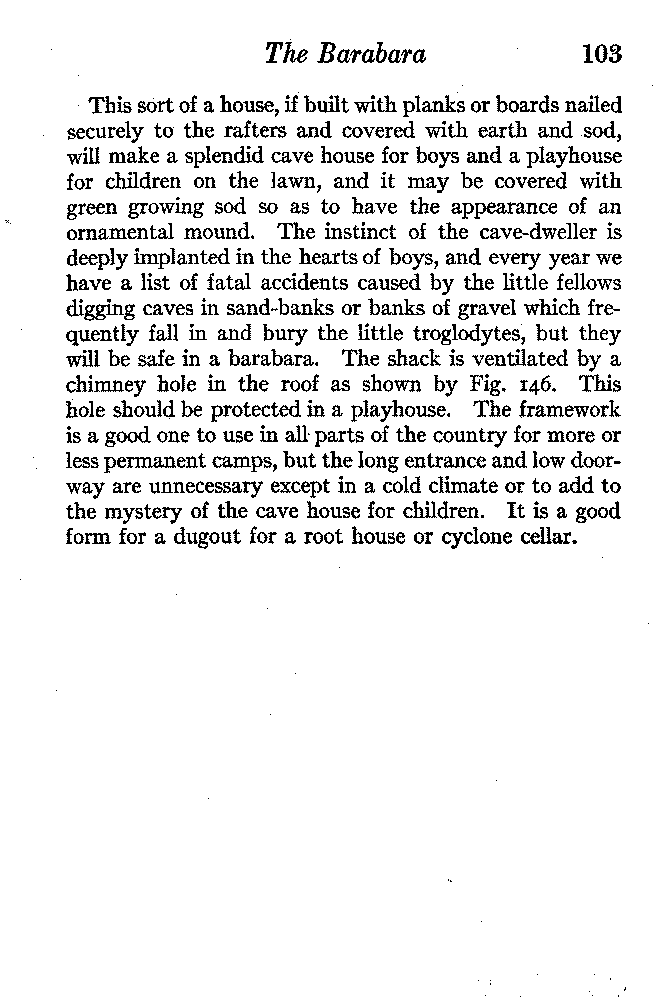 The Barabara 103
This sort of a house, if built with planks or boards nailed
securely to the rafters and covered with earth and sod,
will make a splendid cave house for boys and a playhouse
for children on the lawn, and it may be covered with
green growing sod so as to have the appearance of an
ornamental mound. The instinct of the cave-dweller is
deeply implanted in the hearts of boys, and every year we
have a list of fatal accidents caused by the little fellows
digging caves in sand-banks or banks of gravel which fre-
quently fall in and bury the little troglodytes, but they
will be safe in a barabara. The shack is ventilated by a
chimney hole in the roof as shown by Fig. 146. This
hole should be protected in a playhouse. The framework
is a good one to use in all parts of the country for more or
less permanent camps, but the long entrance and low door-
way are unnecessary except in a cold climate or to add to
the mystery of the cave house for children. It is a good
form for a dugout for a root house or cyclone cellar.